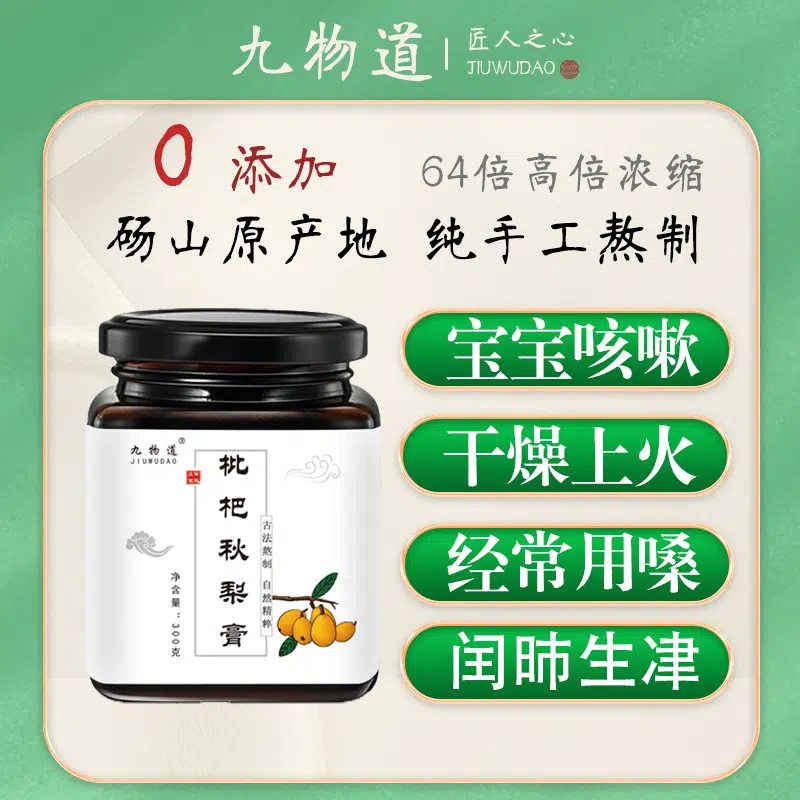 九物道
匠人之心
JIUWUDAO
0 添加 64倍高倍浓缩
砀山原产地 纯手工熬制
宝宝咳嗽
干燥上火
经常用嗓
闰昁生津
九物道®
JIUWUDAO
枇杷秋梨膏
古法熬制 自然精粹
净含量：300克